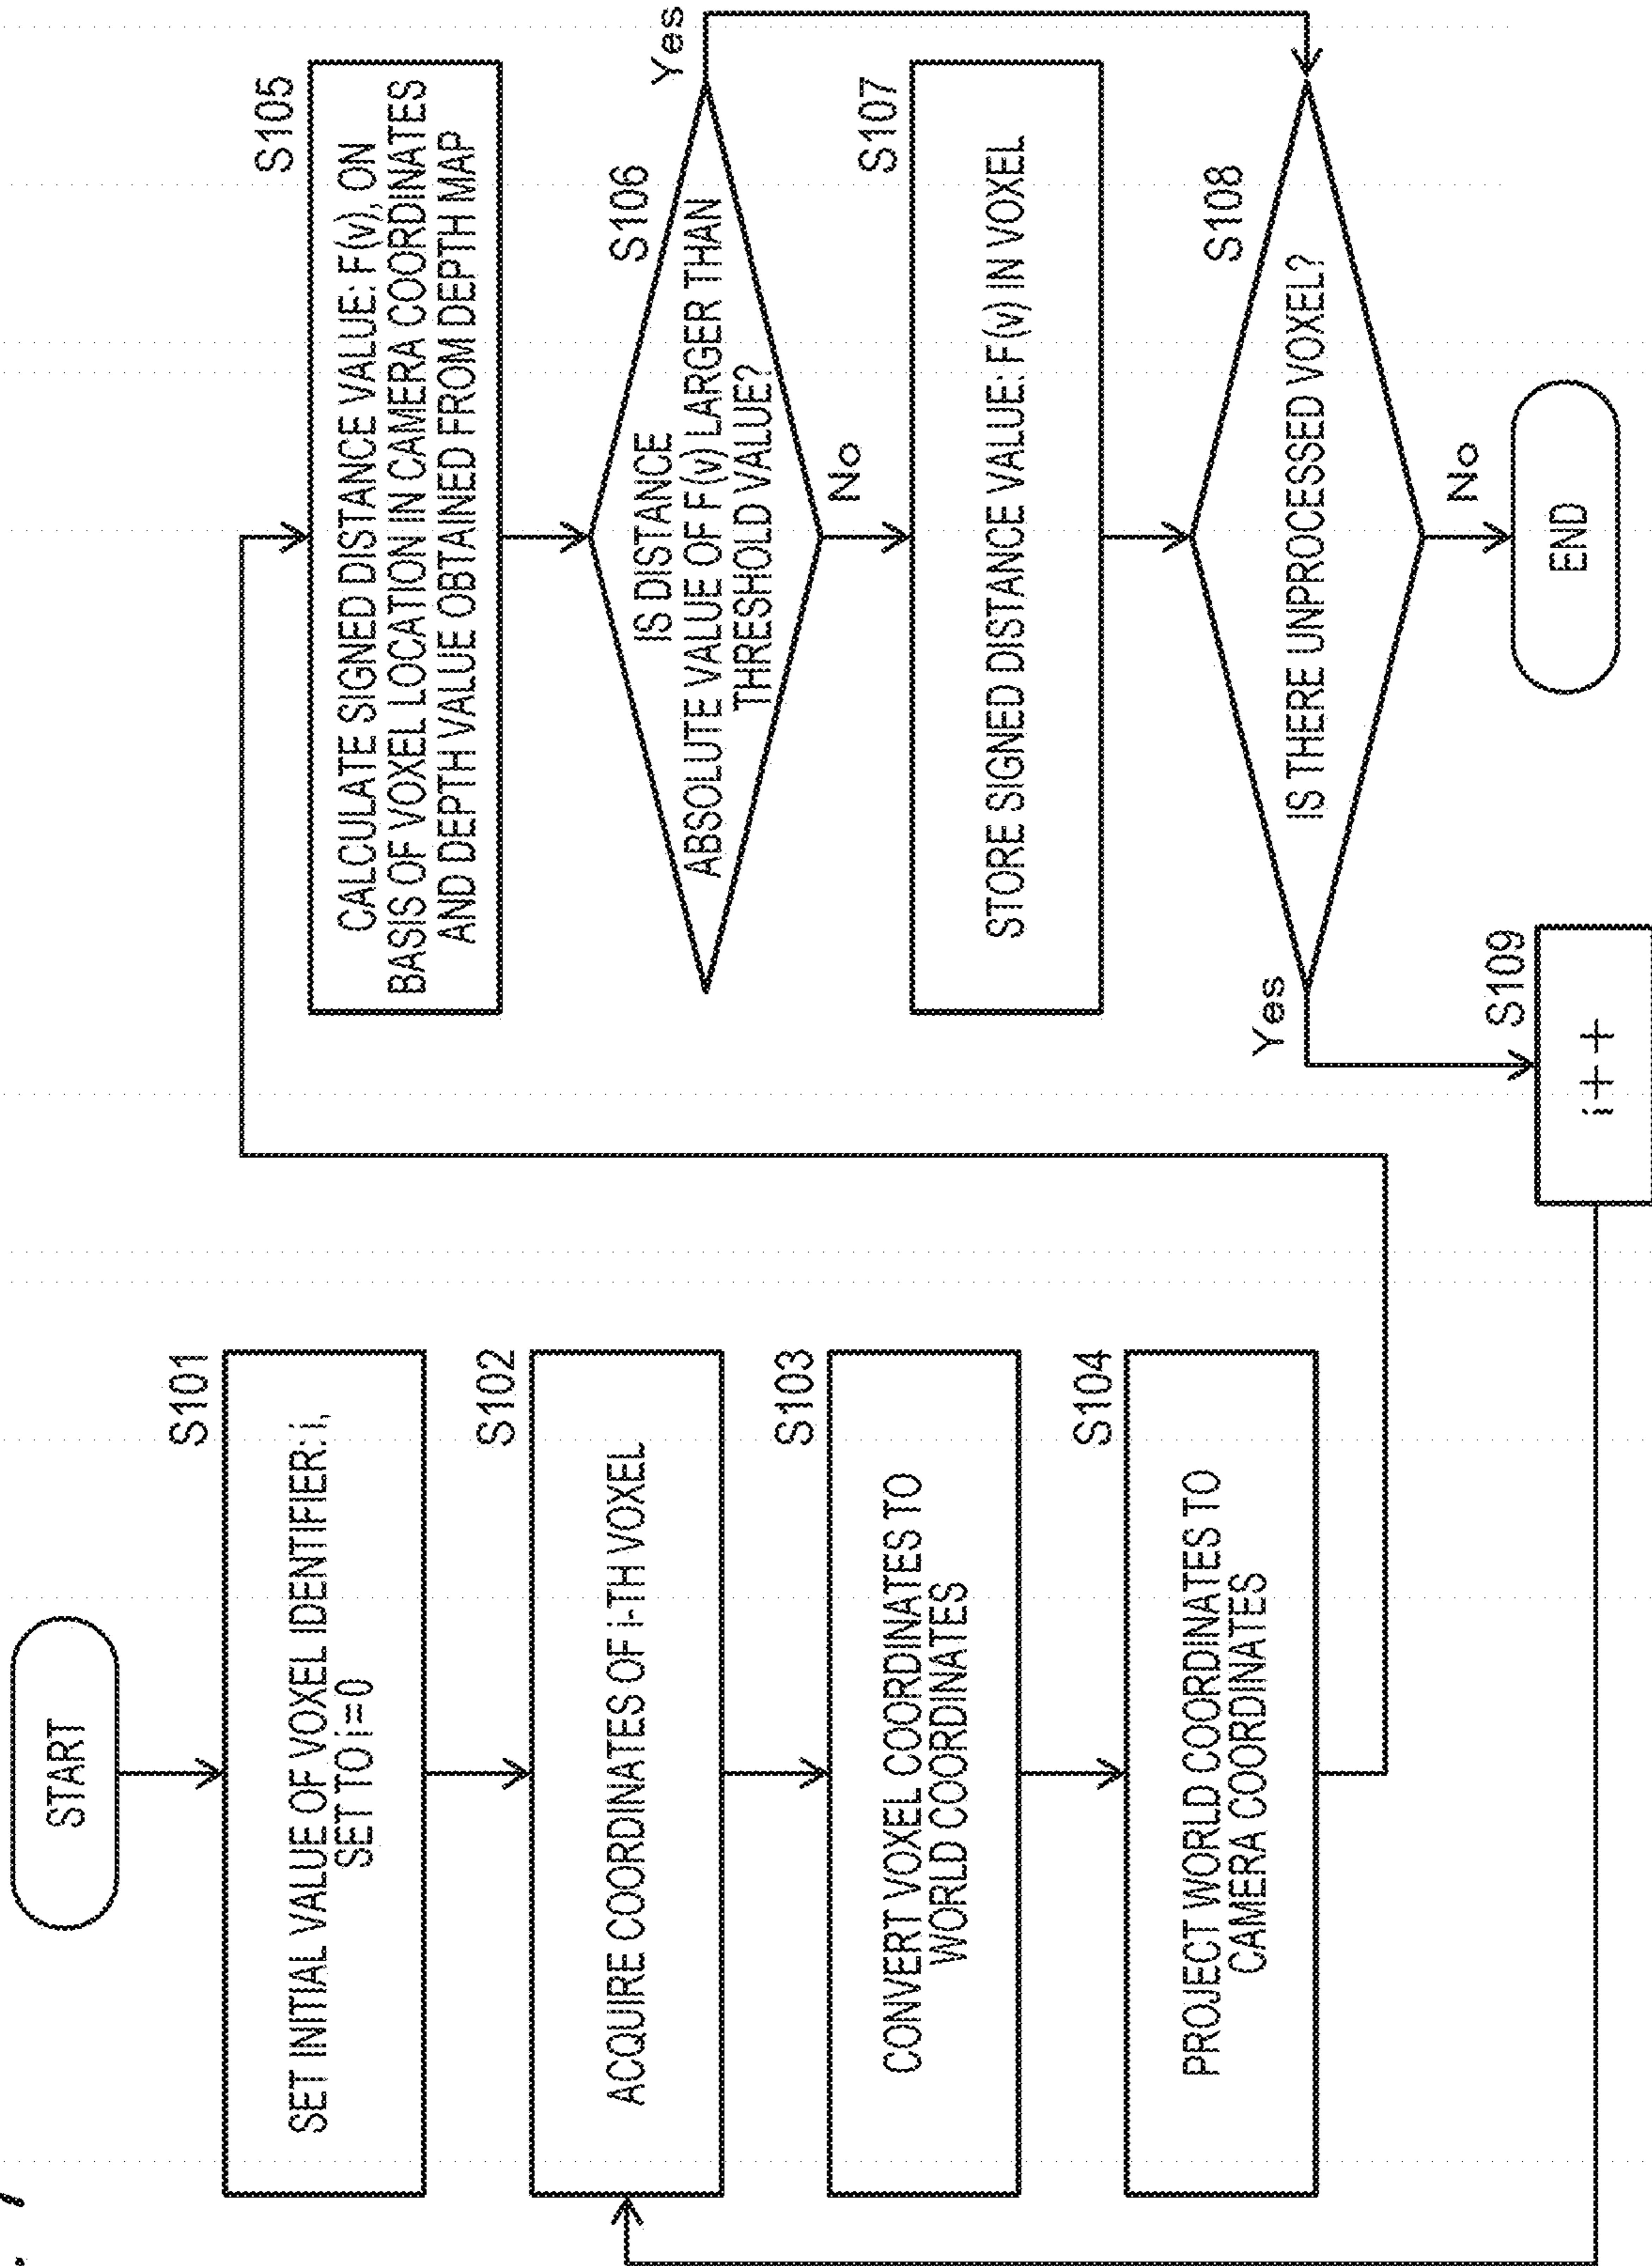 START
S101
SET INITIAL VALUE OF VOXEL IDENTIFIER: i,
SET TO i=0
S102
ACQUIRE COORDINATES OF i-TH VOXEL
S103
CONVERT VOXEL COORDINATES TO
WORLD COORDINATES
S104
PROJECT WORLD COORDINATES TO
CAMERA COORDINATES
S105
CALCULATE SIGNED DISTANCE VALUE: F(v), ON
BASIS OF VOXEL LOCATION IN CAMERA COORDINATES
AND DEPTH VALUE OBTAINED FROM DEPTH MAP
S106
IS DISTANCE
ABSOLUTE VALUE OF F(v) LARGER THAN
THRESHOLD VALUE?
Yes
No
S107
STORE SIGNED DISTANCE VALUE: F(v) IN VOXEL
S108
IS THERE UNPROCESSED VOXEL?
Yes
No
S109
i++
END